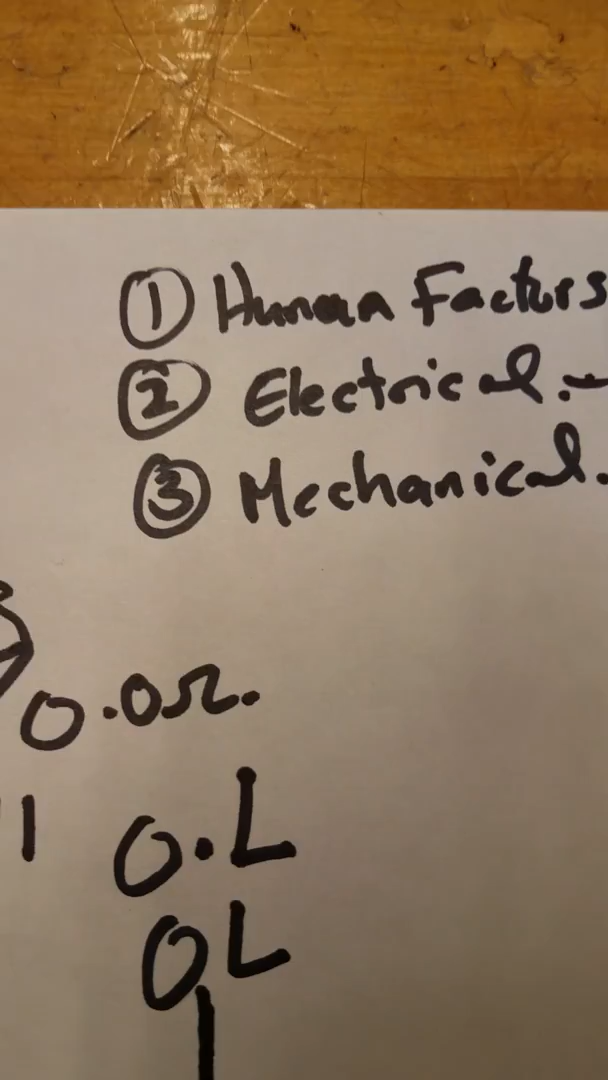 ① Human Factors
② Electrical.-
③ Mechanical.
0.0Ω.
O.L
OL